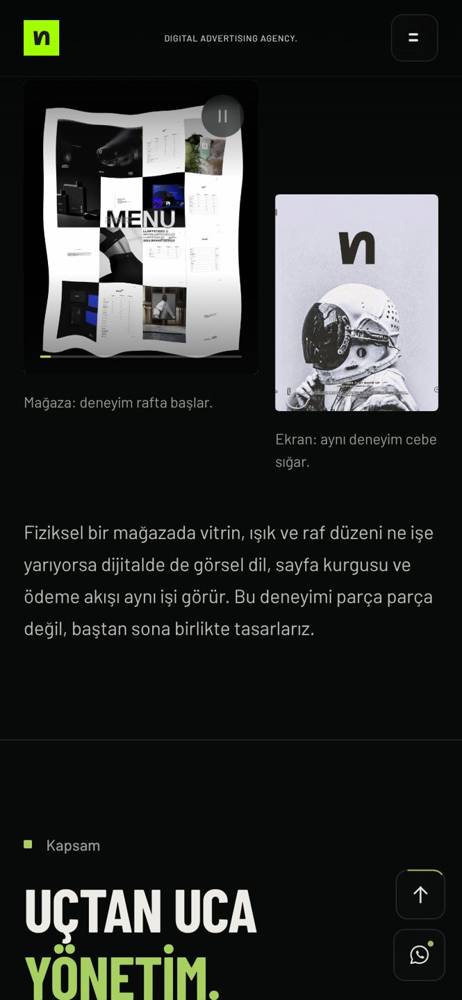 n
DIGITAL ADVERTISING AGENCY.
MENU
n
Mağaza: deneyim rafta başlar.
Ekran: aynı deneyim cebe
sığar.
Fiziksel bir mağazada vitrin, ışık ve raf düzeni ne işe
yarıyorsa dijitalde de görsel dil, sayfa kurgusu ve
ödeme akışı aynı işi görür. Bu deneyimi parça parça
değil, baştan sona birlikte tasarlarız.
Kapsam
UÇTAN UCA
YÖNETİM.